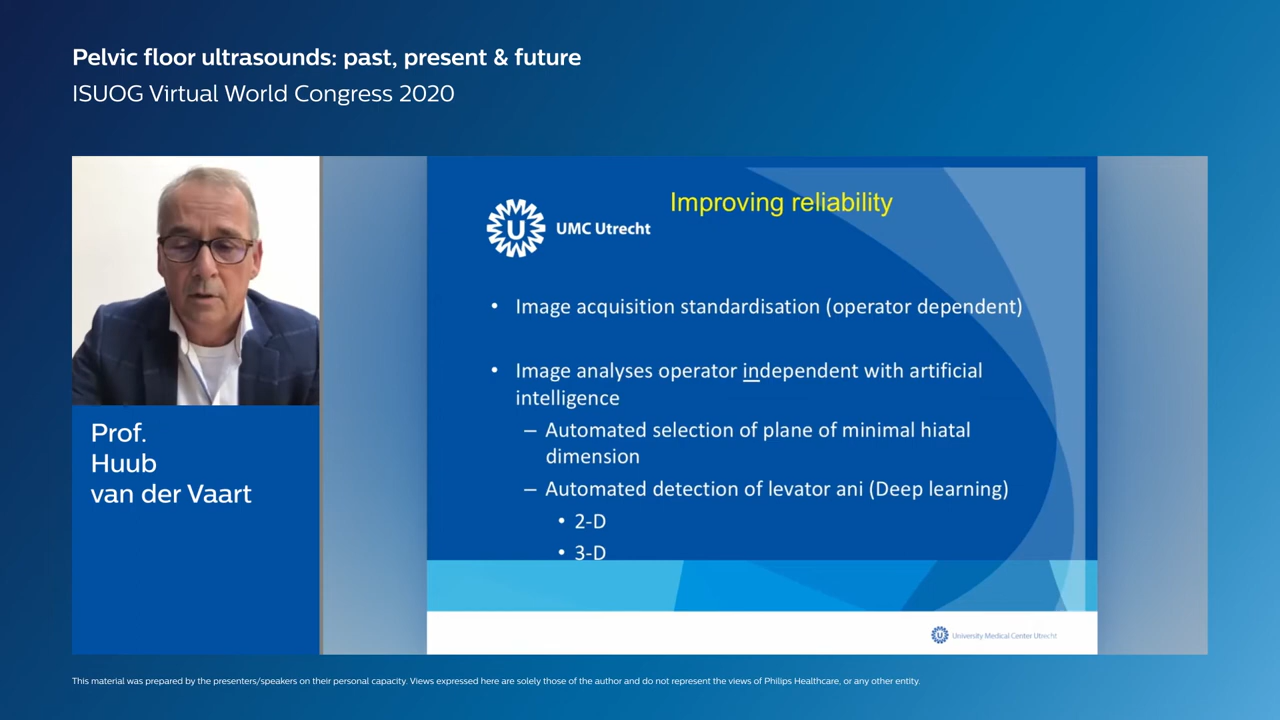 Pelvic floor ultrasounds: past, present & future
ISUOG Virtual World Congress 2020
Prof.
Huub
van der Vaart
Improving reliability
U
UMC Utrecht
• Image acquisition standardisation (operator dependent)
• Image analyses operator independent with artificial
intelligence
– Automated selection of plane of minimal hiatal
dimension
– Automated detection of levator ani (Deep learning)
• 2-D
• 3-D
U
University Medical Center Utrecht
This material was prepared by the presenters/speakers on their personal capacity. Views expressed here are solely those of the author and do not represent the views of Philips Healthcare, or any other entity.